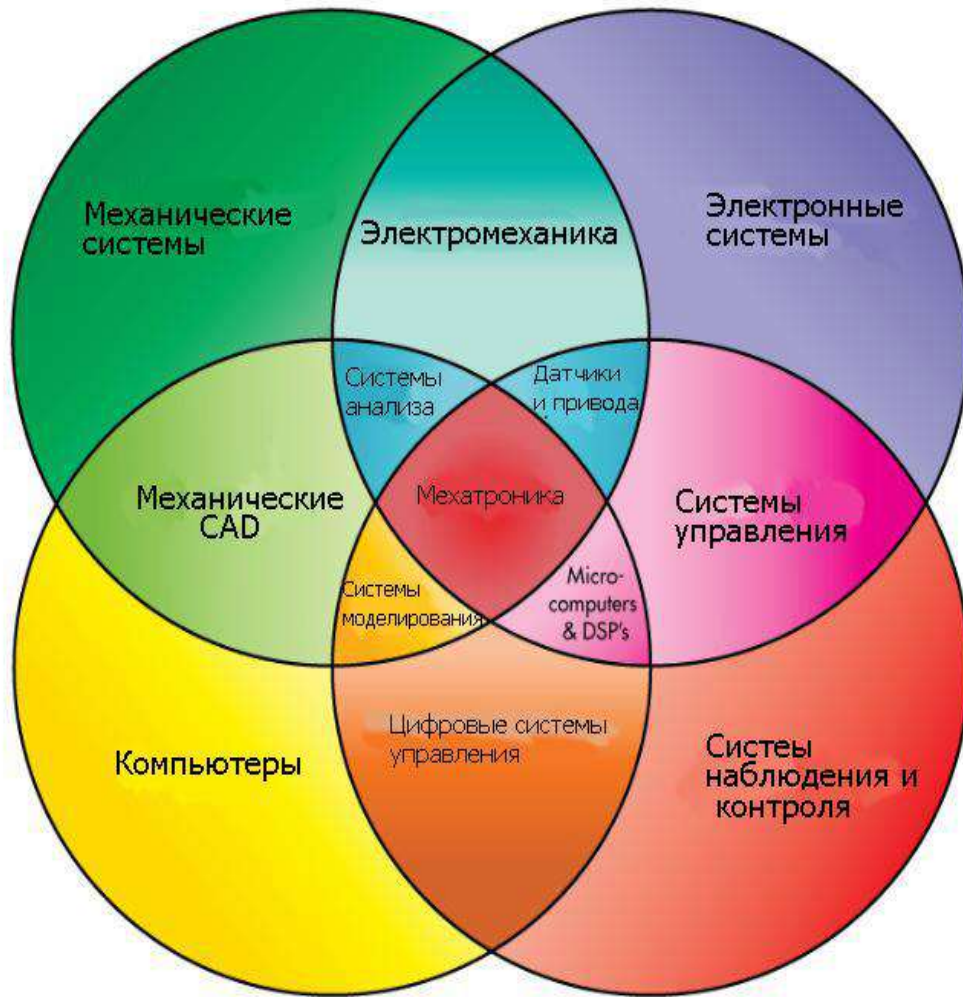 Механические
системы
Электромеханика
Электронные
системы
Системы
анализа
Датчики
и привода
Механические
CAD
Мехатроника
Системы
управления
Системы
моделирования
Micro-
computers
& DSP's
Компьютеры
Цифровые системы
управления
Систеы
наблюдения и
контроля